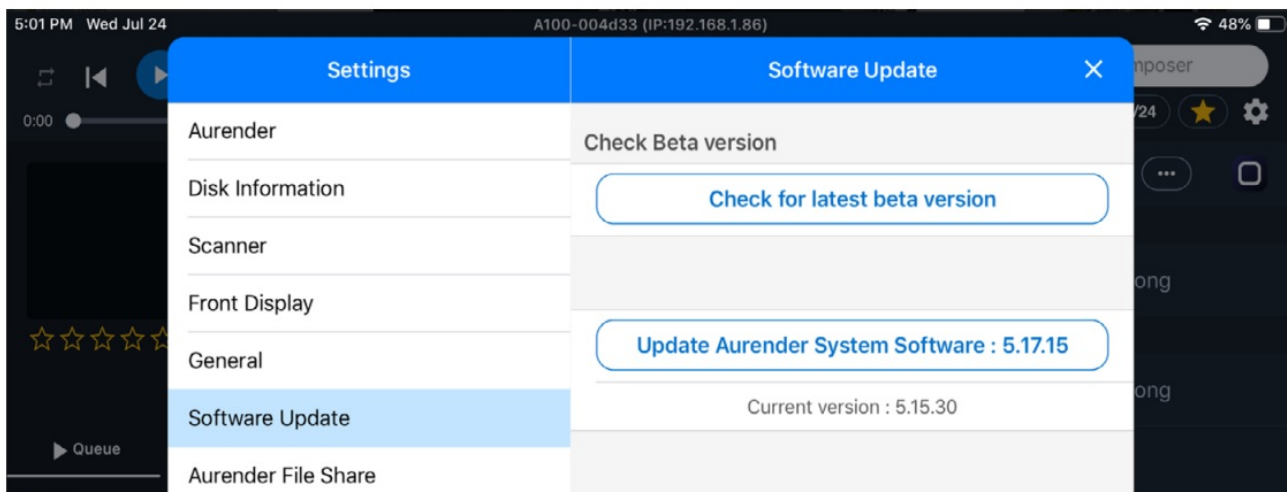 5:01 PM Wed Jul 24
A100-004d33 (IP:192.168.1.86)
48%
Settings
Software Update
mposer
0:00
/24
Aurender
Check Beta version
Disk Information
Check for latest beta version
Scanner
ong
Front Display
General
Update Aurender System Software : 5.17.15
Software Update
Current version : 5.15.30
ong
Queue
Aurender File Share